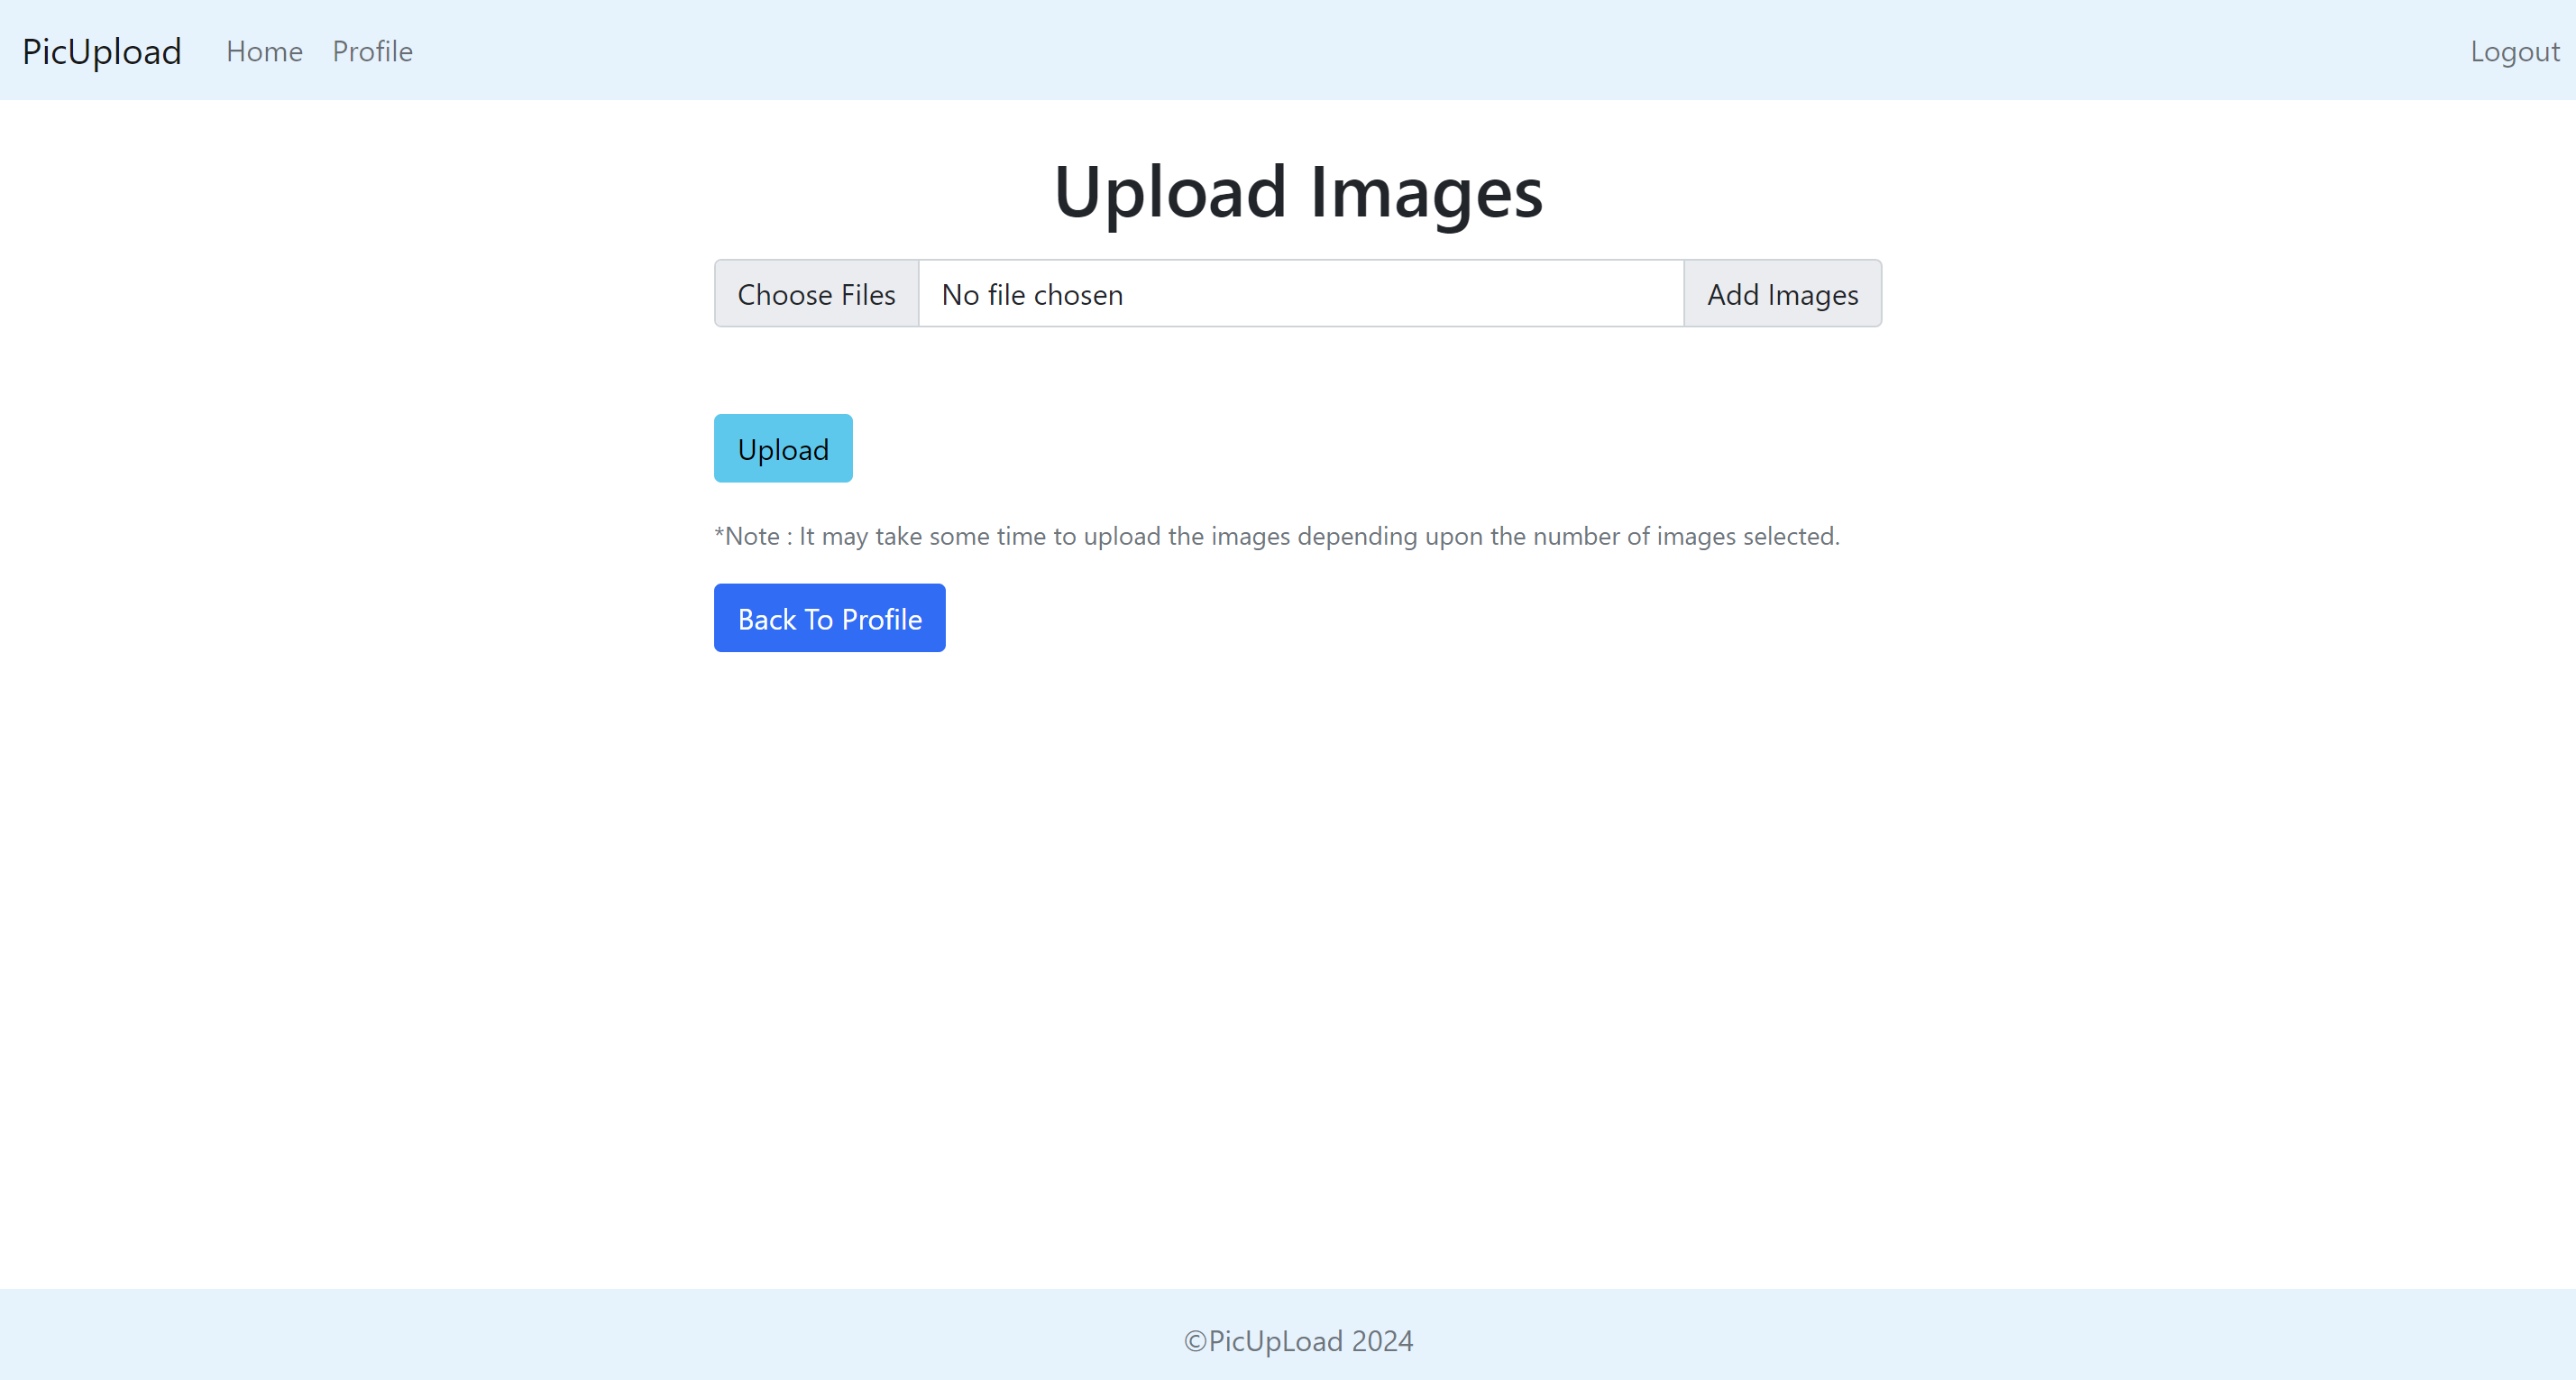 PicUpload Home Profile Logout
Upload Images
Choose Files No file chosen Add Images
Upload
*Note : It may take some time to upload the images depending upon the number of images selected.
Back To Profile
©PicUpLoad 2024